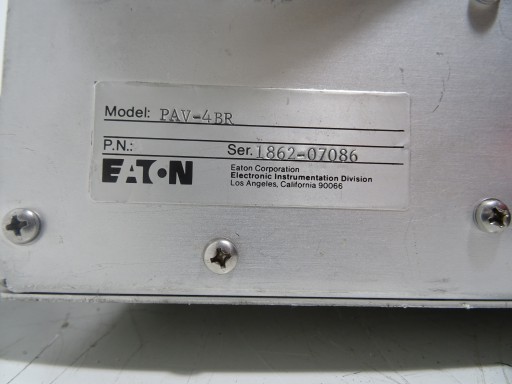 Model: PAV-4BR
P.N.: Ser. 1862-07086
EATON
Eaton Corporation
Electronic Instrumentation Division
Los Angeles, California 90066